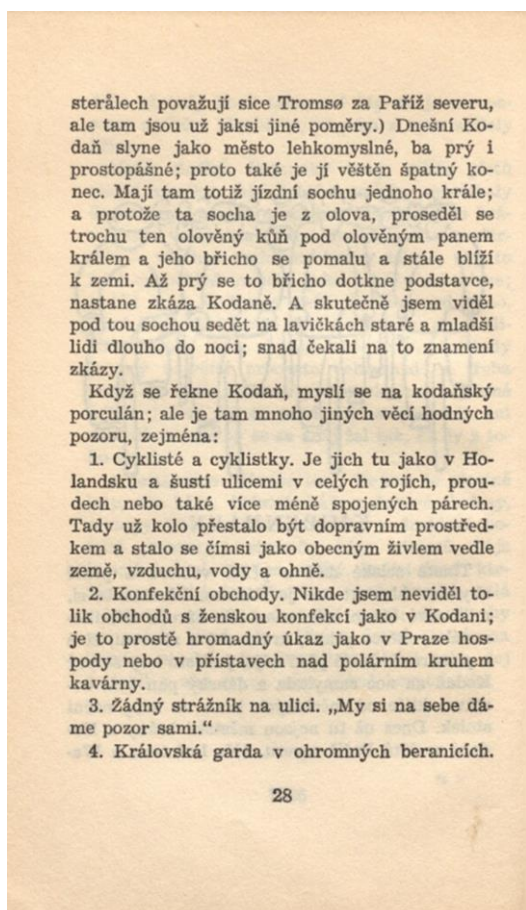 sterålech považují sice Tromsø za Paříž severu,
ale tam jsou už jaksi jiné poměry.) Dnešní Ko-
daň slyne jako město lehkomyslné, ba prý i
prostopášné; proto také je jí věštěn špatný ko-
nec. Mají tam totiž jízdní sochu jednoho krále;
a protože ta socha je z olova, proseděl se
trochu ten olověný kůň pod olověným panem
králem a jeho břicho se pomalu a stále blíží
k zemi. Až prý se to břicho dotkne podstavce,
nastane zkáza Kodaně. A skutečně jsem viděl
pod tou sochou sedět na lavičkách staré a mladší
lidi dlouho do noci; snad čekali na to znamení
zkázy.
Když se řekne Kodaň, myslí se na kodaňský
porculán; ale je tam mnoho jiných věcí hodných
pozoru, zejména:
1. Cyklisté a cyklistky. Je jich tu jako v Ho-
landsku a šustí ulicemi v celých rojích, prou-
dech nebo také více méně spojených párech.
Tady už kolo přestalo být dopravním prostřed-
kem a stalo se čímsi jako obecným živlem vedle
země, vzduchu, vody a ohně.
2. Konfekční obchody. Nikde jsem neviděl to-
lik obchodů s ženskou konfekcí jako v Kodani;
je to prostě hromadný úkaz jako v Praze hos-
pody nebo v přístavech nad polárním kruhem
kavárny.
3. Žádný strážník na ulici. „My si na sebe dá-
me pozor sami.“
4. Královská garda v ohromných beranicích.
28